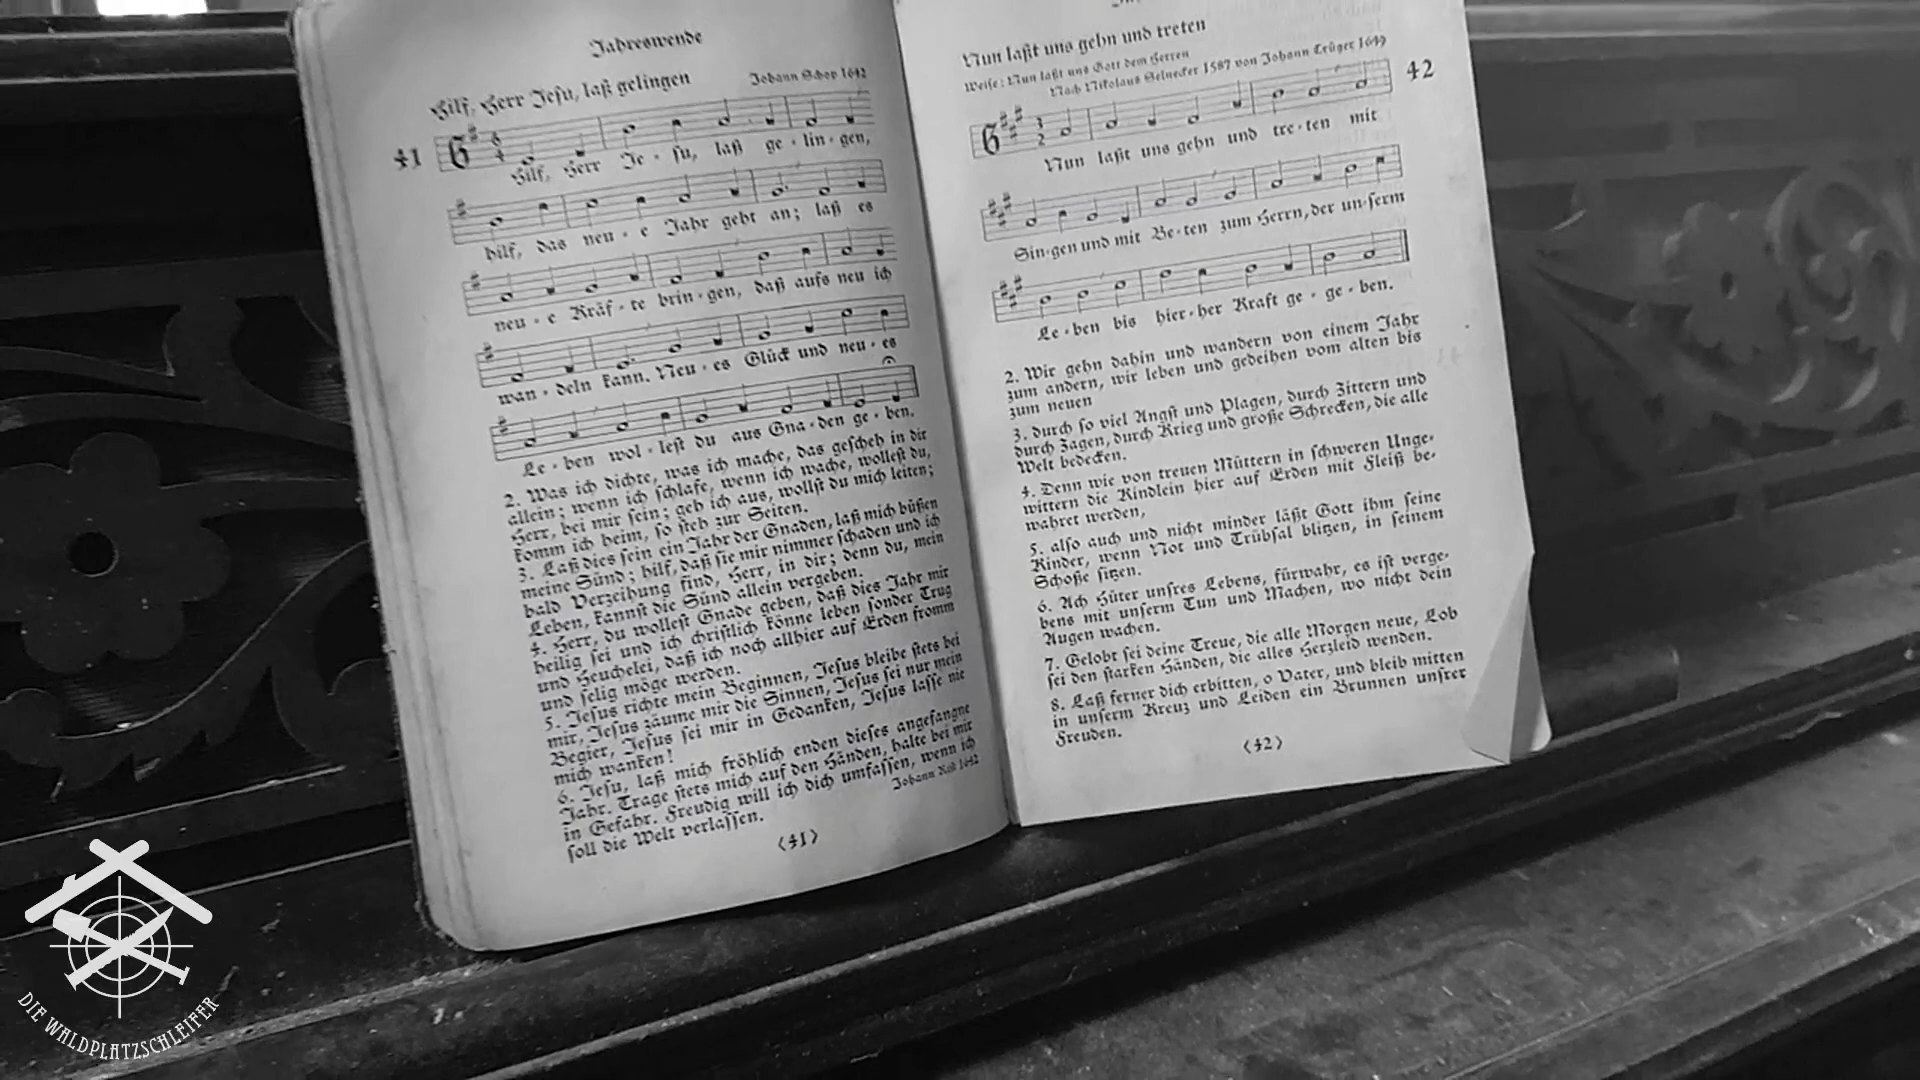 Jahreswende
Hilf, Herr Jesu, laß gelingen
Johann Schop 1642
41
Hilf, Herr Je - su, laß ge - lin - gen,
hilf, das neu - e Jahr geht an; laß es
neu - e Kräf - te brin - gen, daß aufs neu ich
wan - deln kann. Neu - es Glück und neu - es
Le - ben wol - lest du aus Gna - den ge - ben.
2. Was ich dichte, was ich mache, das gescheh in dir
allein; wenn ich schlafe, wenn ich wache, wollest du,
Herr, bei mir sein; geh ich aus, wollst du mich leiten;
komm ich heim, so steh zur Seiten.
3. Laß dies sein ein Jahr der Gnaden, laß mich büßen
meine Sünd; hilf, daß sie mir nimmer schaden und ich
bald Verzeihung find, Herr, in dir; denn du, mein
Leben, kannst die Sünd allein vergeben.
4. Herr, du wollest Gnade geben, daß dies Jahr mir
heilig sei und ich christlich könne leben sonder Trug
und Heuchelei, daß ich noch allhier auf Erden fromm
und selig möge werden.
5. Jesus richte mein Beginnen, Jesus bleibe stets bei
mir, Jesus zäume mir die Sinnen, Jesus sei nur mein
Begier, Jesus sei mir in Gedanken, Jesus lasse nie
mich wanken!
6. Jesu, laß mich fröhlich enden dieses angefangne
Jahr. Trage stets mich auf den Händen, halte bei mir
in Gefahr. Freudig will ich dich umfassen, wenn ich
soll die Welt verlassen.
Johann Rist 1642
<41>
Nun laßt uns gehn und treten
Weise: Nun laßt uns Gott dem Herren
Nach Nikolaus Selnecker 1587 von Johann Crüger 1649
42
Nun laßt uns gehn und tre - ten mit
Sin - gen und mit Be - ten zum Herrn, der un - serm
Le - ben bis hier - her Kraft ge - ge - ben.
2. Wir gehn dahin und wandern von einem Jahr
zum andern, wir leben und gedeihen vom alten bis
zum neuen
3. durch so viel Angst und Plagen, durch Zittern und
durch Zagen, durch Krieg und große Schrecken, die alle
Welt bedecken.
4. Denn wie von treuen Müttern in schweren Unge-
wittern die Kindlein hier auf Erden mit Fleiß be-
wahret werden,
5. also auch und nicht minder läßt Gott ihm seine
Kinder, wenn Not und Trübsal blitzen, in seinem
Schoße sitzen.
6. Ach Hüter unsres Lebens, fürwahr, es ist verge-
bens mit unserm Tun und Machen, wo nicht dein
Augen wachen.
7. Gelobt sei deine Treue, die alle Morgen neue, Lob
sei den starken Händen, die alles Herzleid wenden.
8. Laß ferner dich erbitten, o Vater, und bleib mitten
in unserm Kreuz und Leiden ein Brunnen unsrer
Freuden.
<42>
DIE WALDPLATZSCHLEIFER